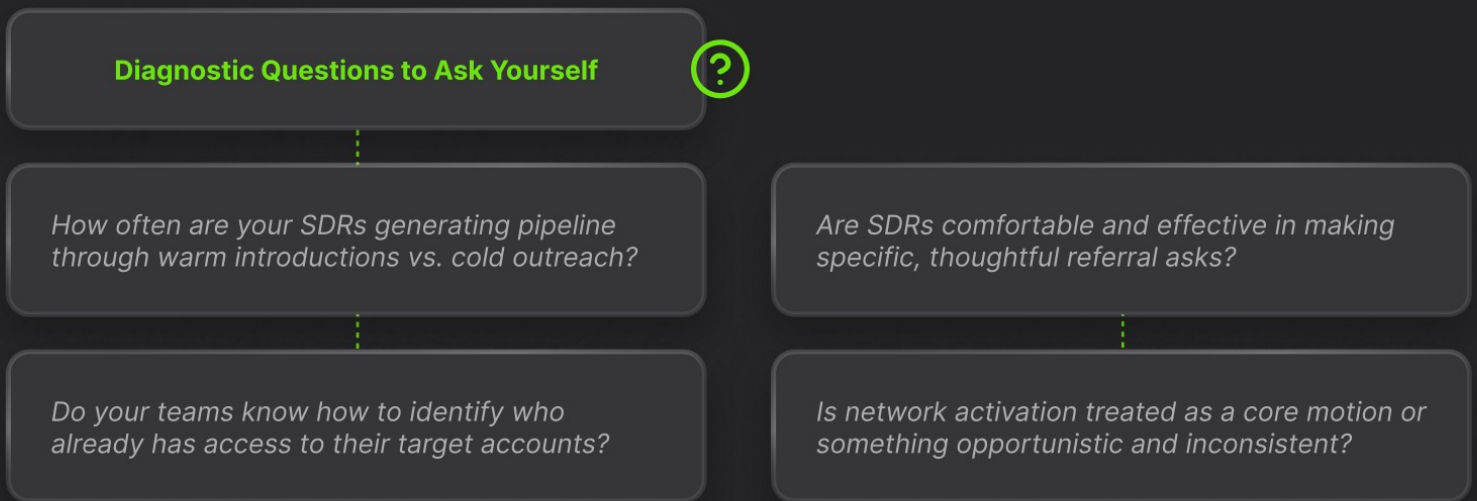 Diagnostic Questions to Ask Yourself
?
How often are your SDRs generating pipeline
through warm introductions vs. cold outreach?
Do your teams know how to identify who
already has access to their target accounts?
Are SDRs comfortable and effective in making
specific, thoughtful referral asks?
Is network activation treated as a core motion or
something opportunistic and inconsistent?